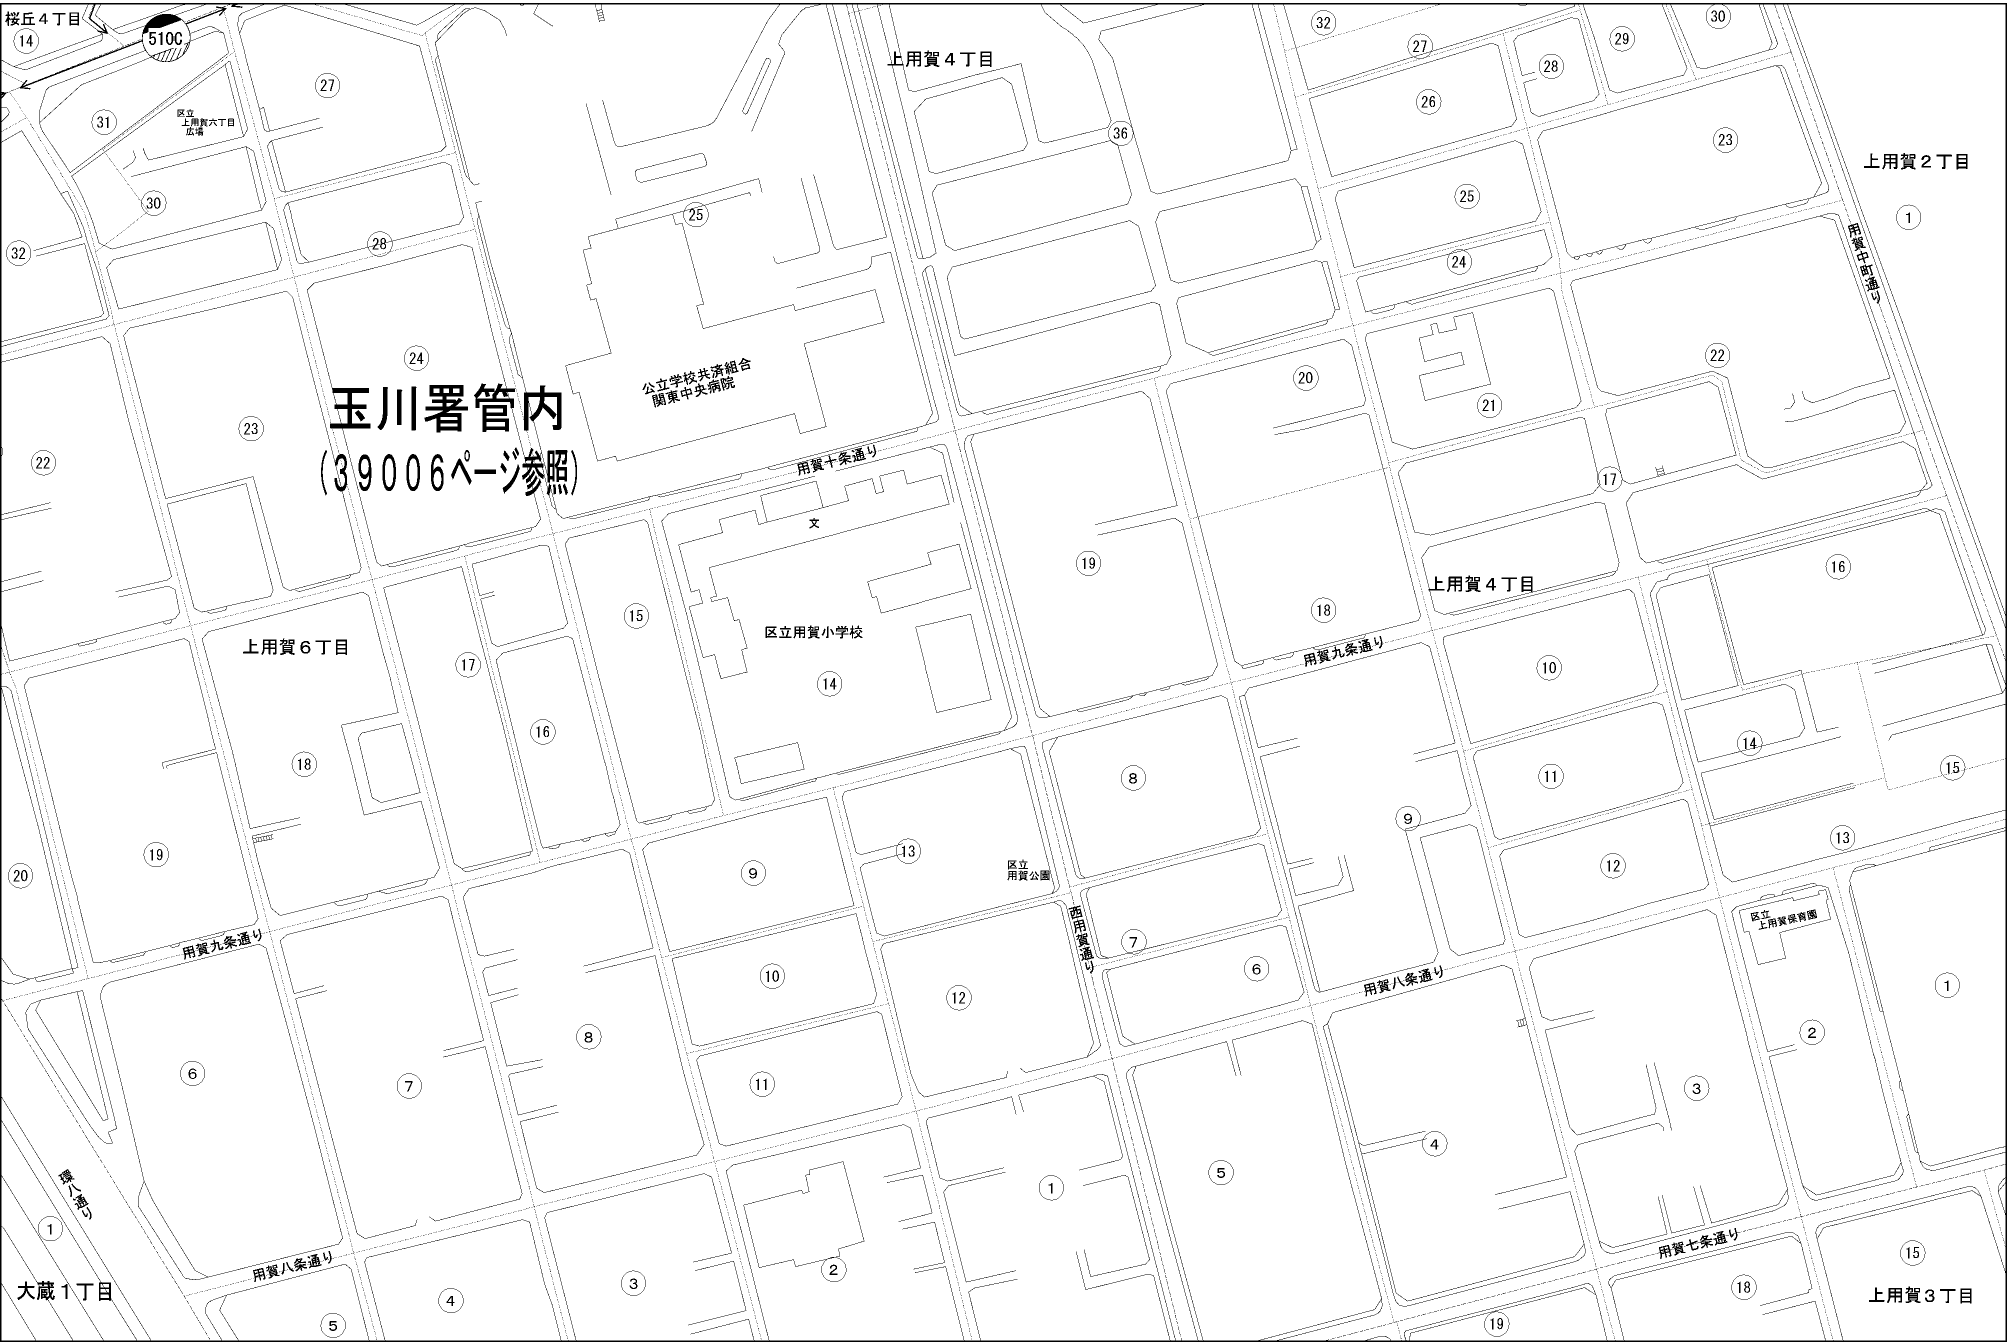 桜丘４丁目
14
510C
27
31
区立
上用賀六丁目
広場
30
32
28
上用賀４丁目
36
32
27
28
29
30
26
23
25
24
上用賀２丁目
1
用賀中町通り
25
公立学校共済組合
関東中央病院
24
玉川署管内
(３９００６ページ参照)
23
22
20
21
22
17
用賀十条通り
文
19
18
上用賀４丁目
16
15
区立用賀小学校
14
上用賀６丁目
17
16
18
19
20
用賀九条通り
10
11
14
15
8
9
12
13
13
9
区立
用賀公園
西用賀通り
7
6
用賀八条通り
区立
上用賀保育園
1
2
用賀九条通り
10
12
6
7
8
11
3
4
5
1
環八通り
1
大蔵１丁目
用賀八条通り
5
4
3
2
用賀七条通り
15
18
19
上用賀３丁目